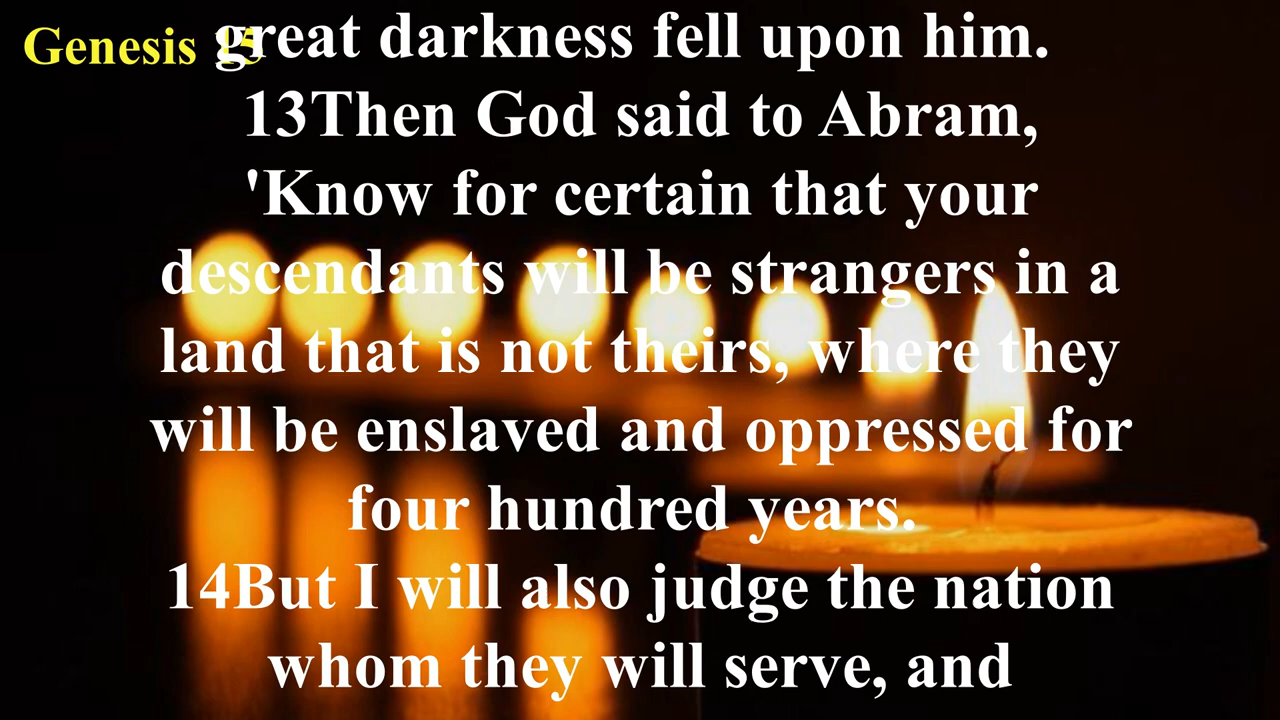 Genesis 15
great darkness fell upon him.
13Then God said to Abram,
'Know for certain that your
descendants will be strangers in a
land that is not theirs, where they
will be enslaved and oppressed for
four hundred years.
14But I will also judge the nation
whom they will serve, and